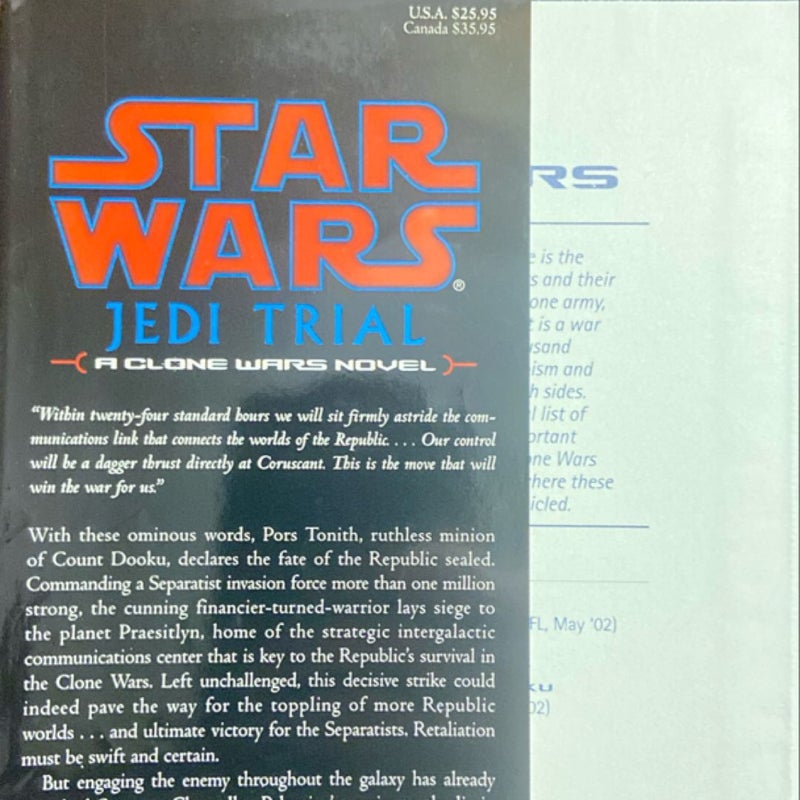 U.S.A. $25.95
Canada $35.95
STAR
WARS®
JEDI TRIAL
A CLONE WARS NOVEL
“Within twenty-four standard hours we will sit firmly astride the com-
munications link that connects the worlds of the Republic. . . . Our control
will be a dagger thrust directly at Coruscant. This is the move that will
win the war for us.”
With these ominous words, Pors Tonith, ruthless minion
of Count Dooku, declares the fate of the Republic sealed.
Commanding a Separatist invasion force more than one million
strong, the cunning financier-turned-warrior lays siege to
the planet Praesitlyn, home of the strategic intergalactic
communications center that is key to the Republic’s survival in
the Clone Wars. Left unchallenged, this decisive strike could
indeed pave the way for the toppling of more Republic
worlds . . . and ultimate victory for the Separatists. Retaliation
must be swift and certain.
But engaging the enemy throughout the galaxy has already
RS
e is the
s and their
one army,
t is a war
usand
ism and
h sides.
l list of
ortant
one Wars
where these
icled.
FL, May ’02)
KU
02)